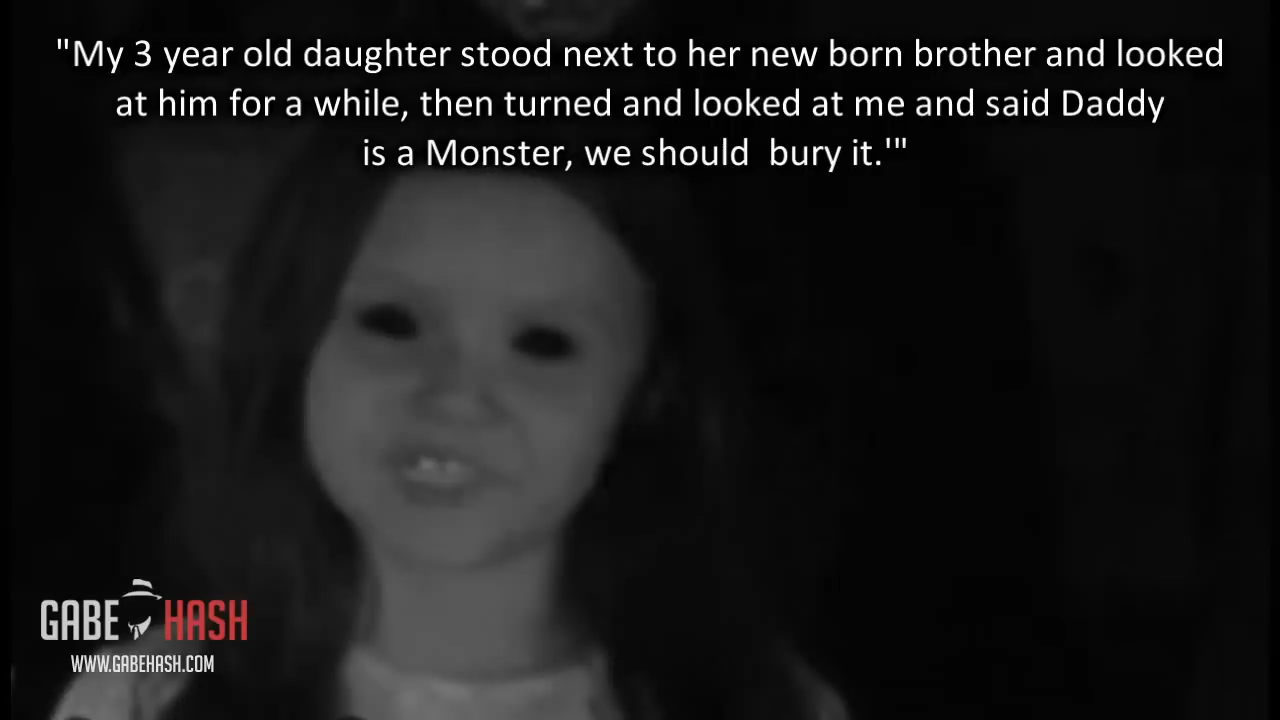 "My 3 year old daughter stood next to her new born brother and looked
at him for a while, then turned and looked at me and said Daddy
is a Monster, we should  bury it.'"
GABE HASH
WWW.GABEHASH.COM